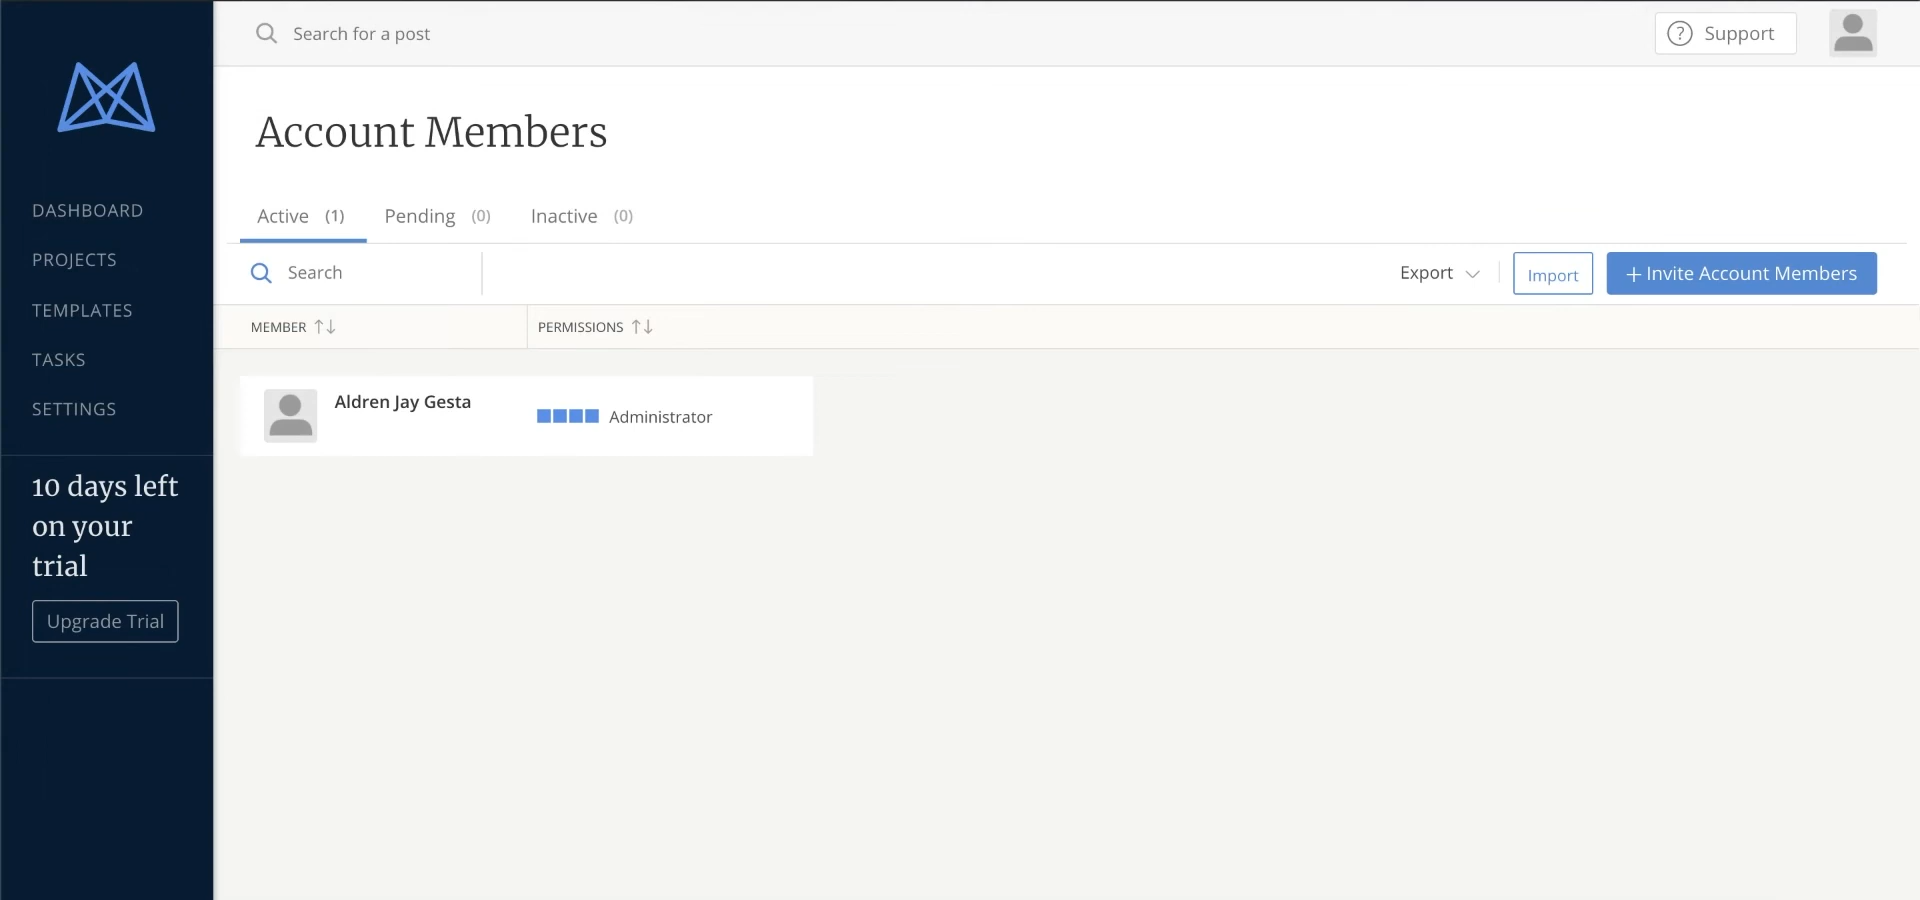 Search for a post
? Support
Account Members
DASHBOARD
PROJECTS
TEMPLATES
TASKS
SETTINGS
10 days left
on your
trial
Upgrade Trial
Active (1) Pending (0) Inactive (0)
Search
Export
Import
+ Invite Account Members
MEMBER ↑↓ PERMISSIONS ↑↓
Aldren Jay Gesta
Administrator